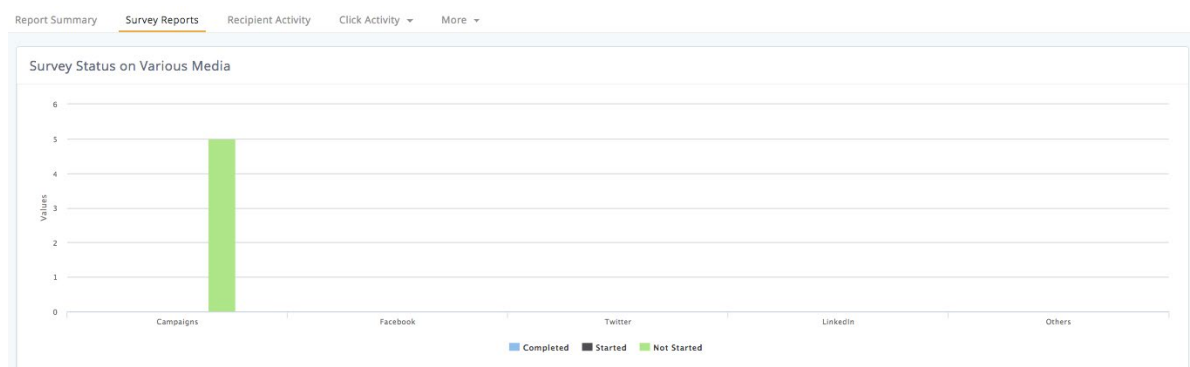 Report Summary Survey Reports Recipient Activity Click Activity More
Survey Status on Various Media
6
5
4
3
2
1
0
Values
Campaigns Facebook Twitter LinkedIn Others
Completed Started Not Started